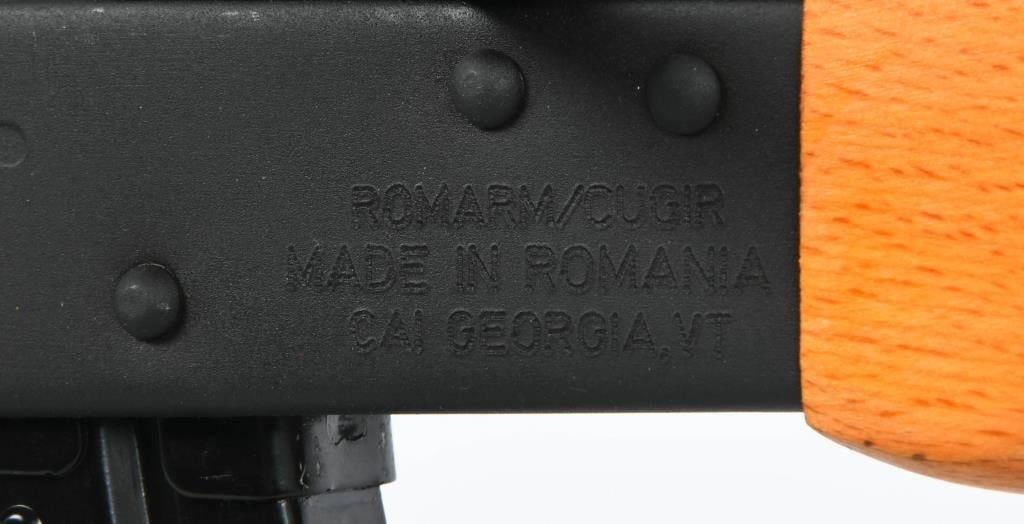 ROMARM/CUGIR
MADE IN ROMANIA
CAI GEORGIA, VT